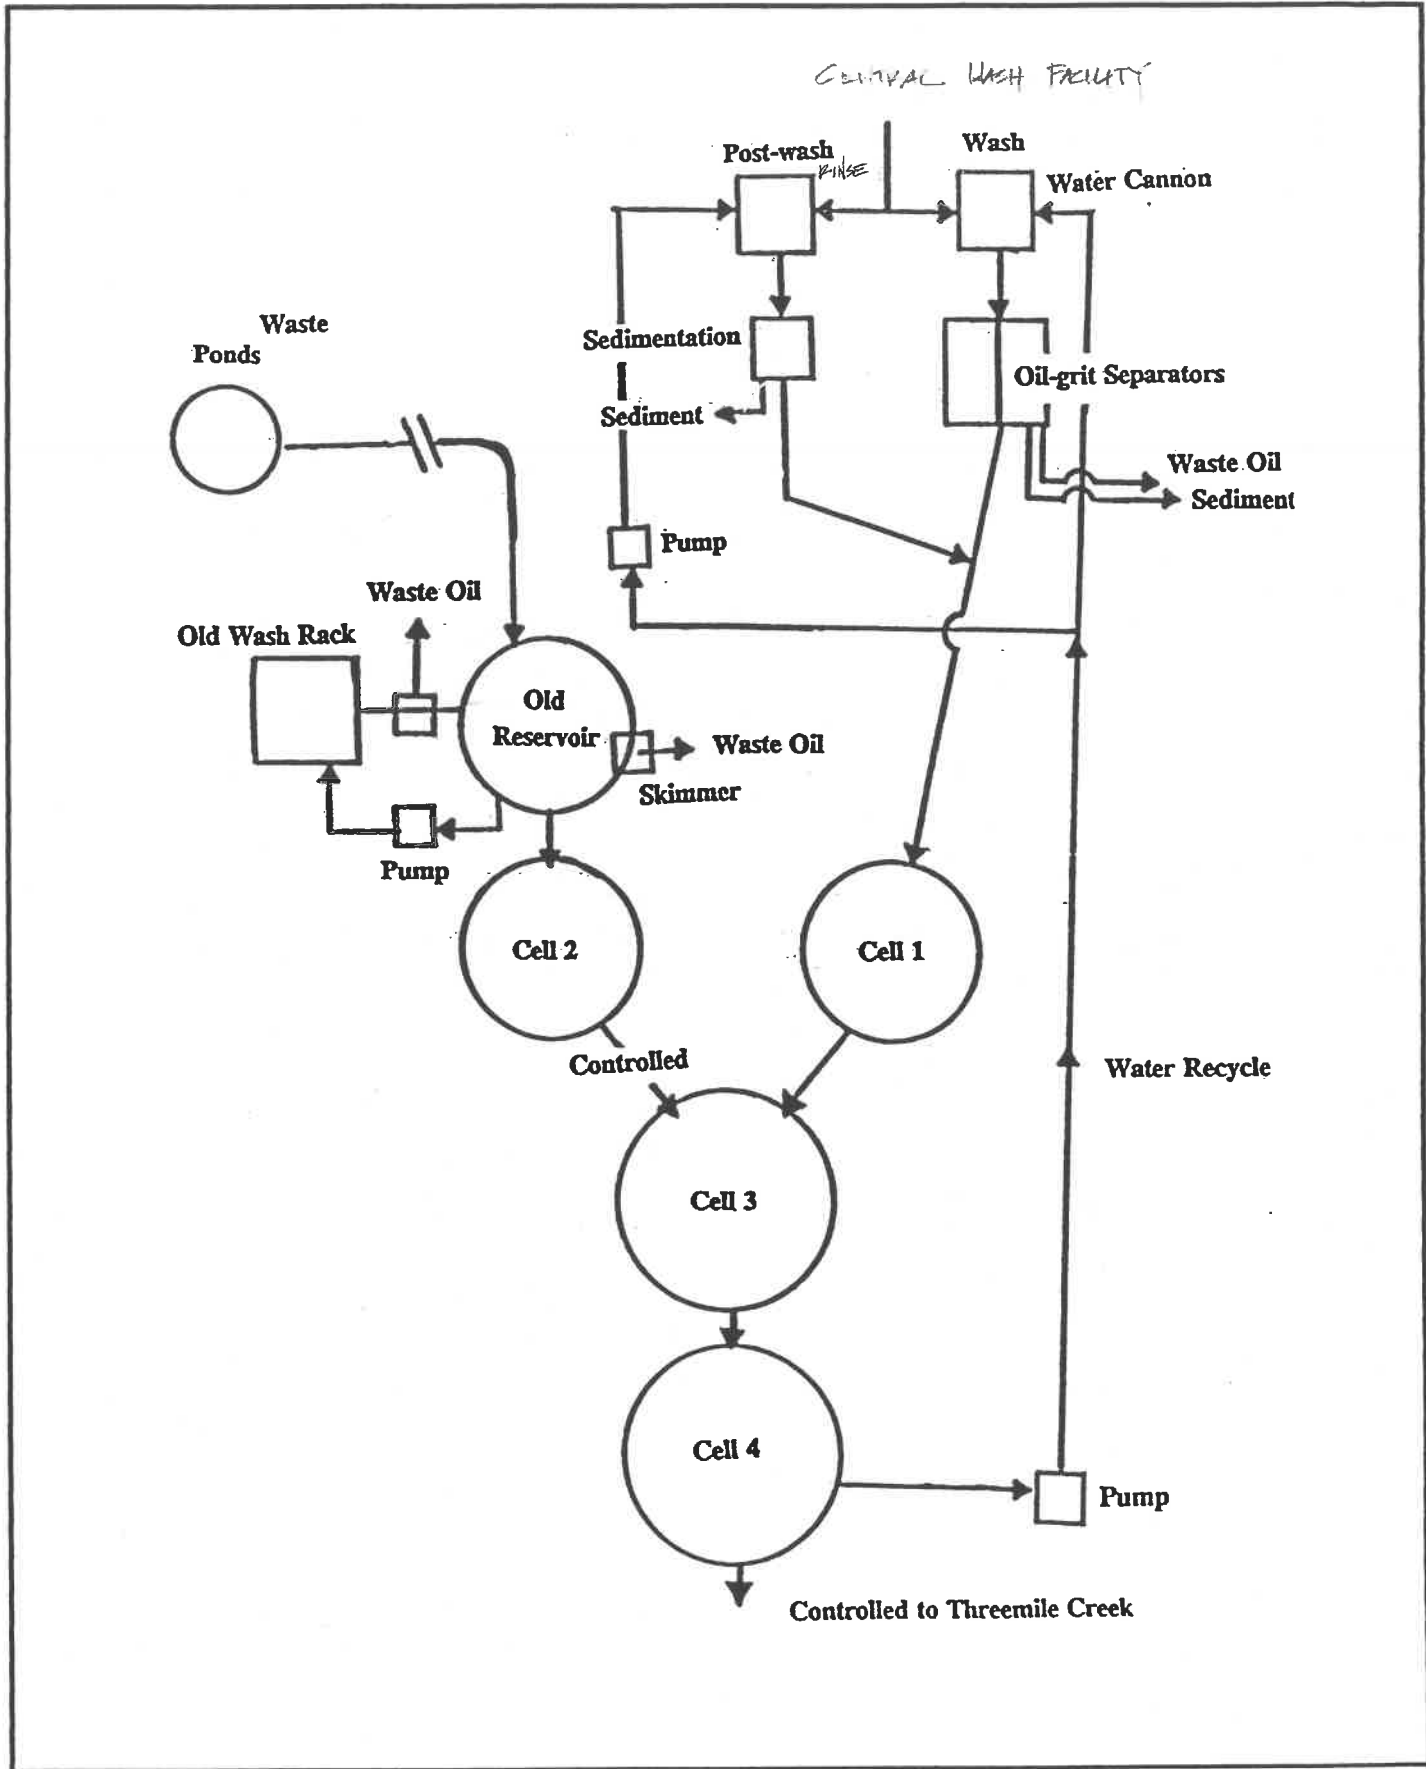 CENTRAL WASH FACILITY
Post-wash
RINSE
Wash
Water Cannon
Waste
Ponds
Sedimentation
Sediment
Oil-grit Separators
Waste Oil
Sediment
Pump
Waste Oil
Old Wash Rack
Old
Reservoir
Waste Oil
Skimmer
Pump
Cell 2
Cell 1
Controlled
Water Recycle
Cell 3
Cell 4
Pump
Controlled to Threemile Creek